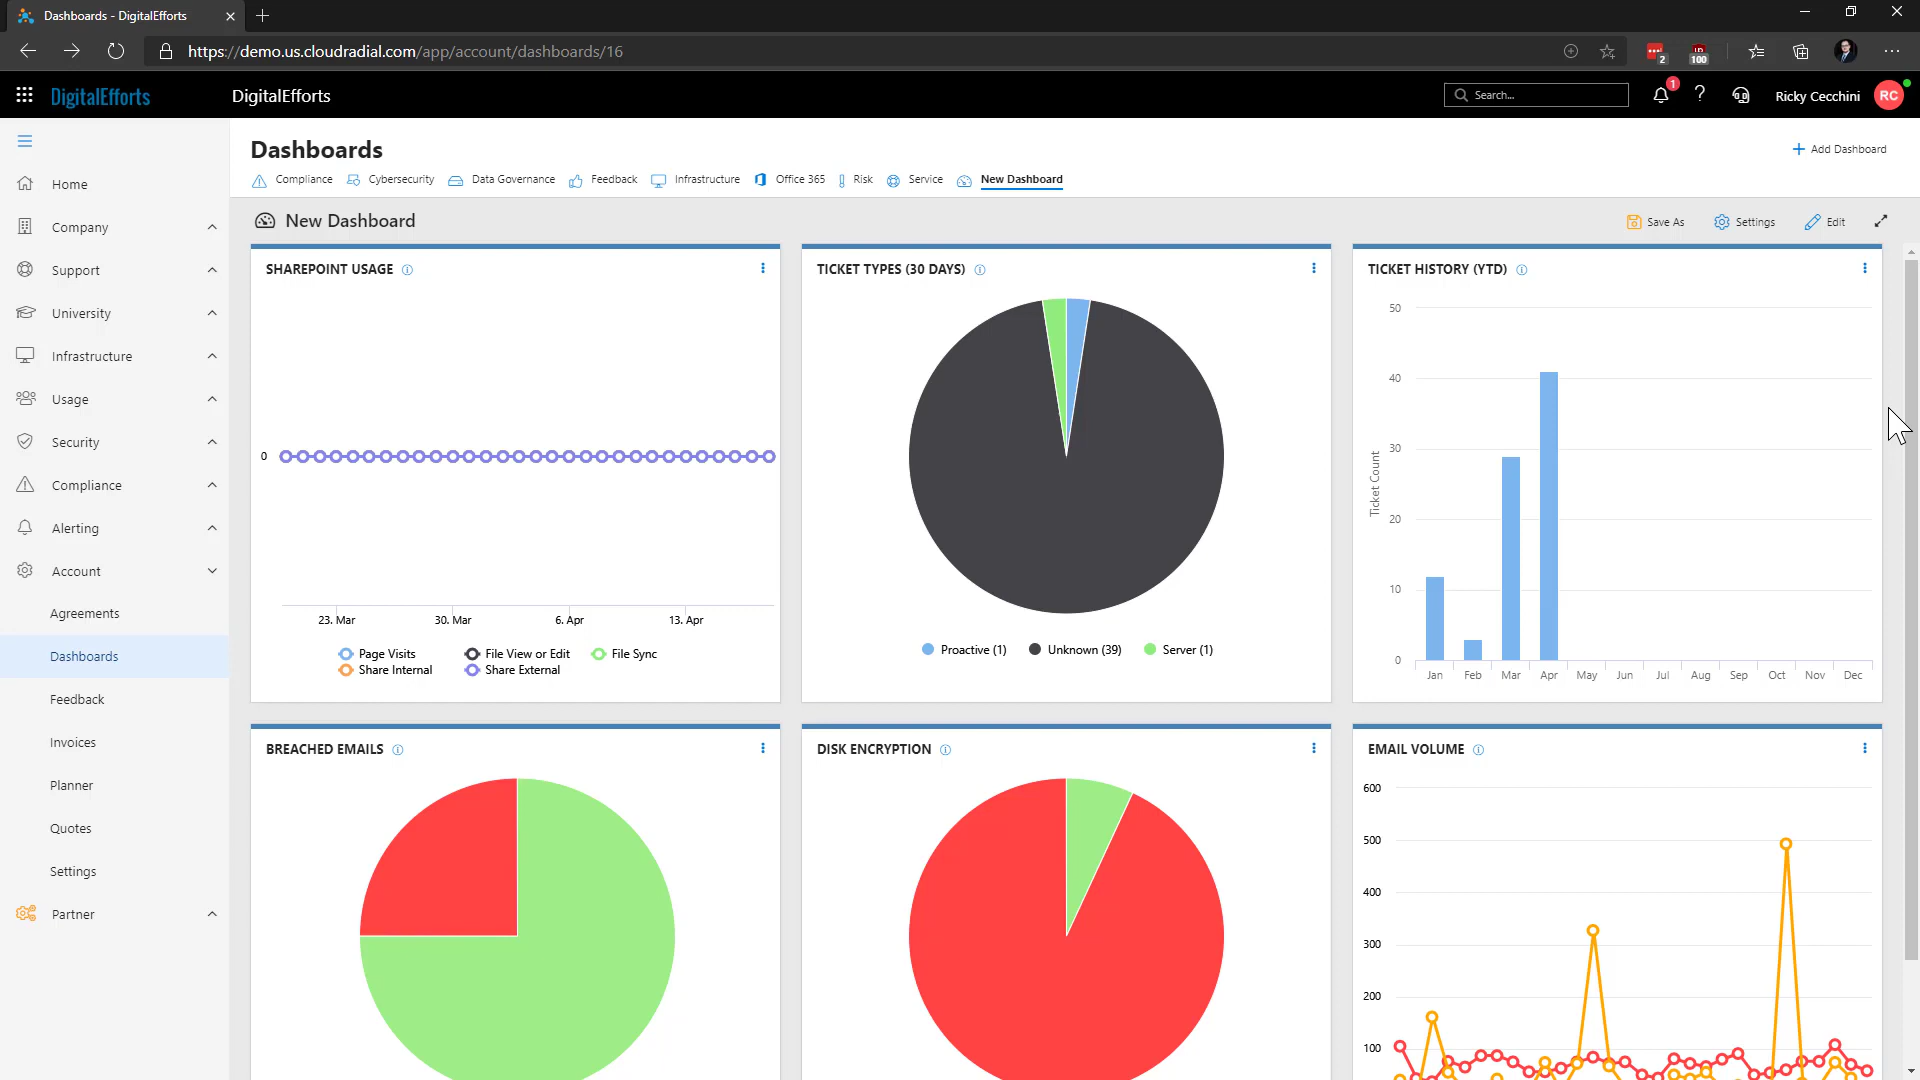 Dashboards - DigitalEfforts
https://demo.us.cloudradial.com/app/account/dashboards/16
2
100
DigitalEfforts
DigitalEfforts
Search...
1
?
Ricky Cecchini
RC
Home
Company
Support
University
Infrastructure
Usage
Security
Compliance
Alerting
Account
Agreements
Dashboards
Feedback
Invoices
Planner
Quotes
Settings
Partner
Dashboards
+ Add Dashboard
Compliance Cybersecurity Data Governance Feedback Infrastructure Office 365 Risk Service New Dashboard
New Dashboard
Save As Settings Edit
SHAREPOINT USAGE
0
23. Mar 30. Mar 6. Apr 13. Apr
Page Visits File View or Edit File Sync
Share Internal Share External
TICKET TYPES (30 DAYS)
Proactive (1) Unknown (39) Server (1)
TICKET HISTORY (YTD)
Ticket Count
50
40
30
20
10
0
Jan Feb Mar Apr May Jun Jul Aug Sep Oct Nov Dec
BREACHED EMAILS
DISK ENCRYPTION
EMAIL VOLUME
600
500
400
300
200
100